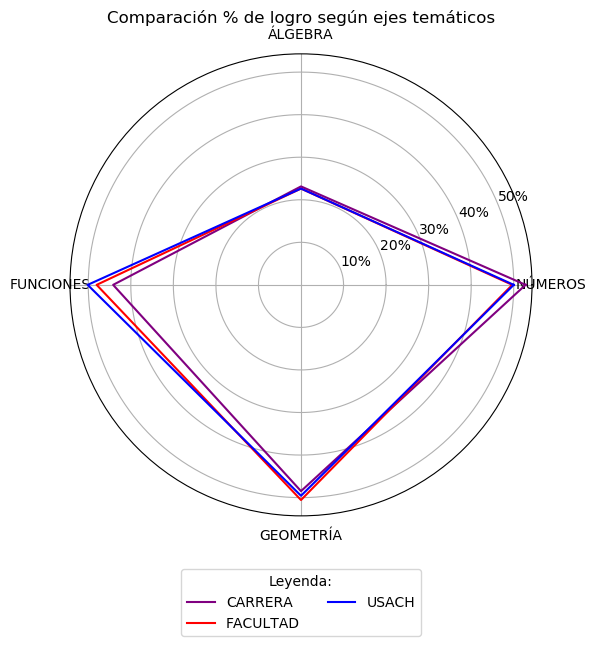 Comparación % de logro según ejes temáticos
ÁLGEBRA
50%
40%
30%
20%
10%
FUNCIONES
NÚMEROS
GEOMETRÍA
Leyenda:
CARRERA
USACH
FACULTAD